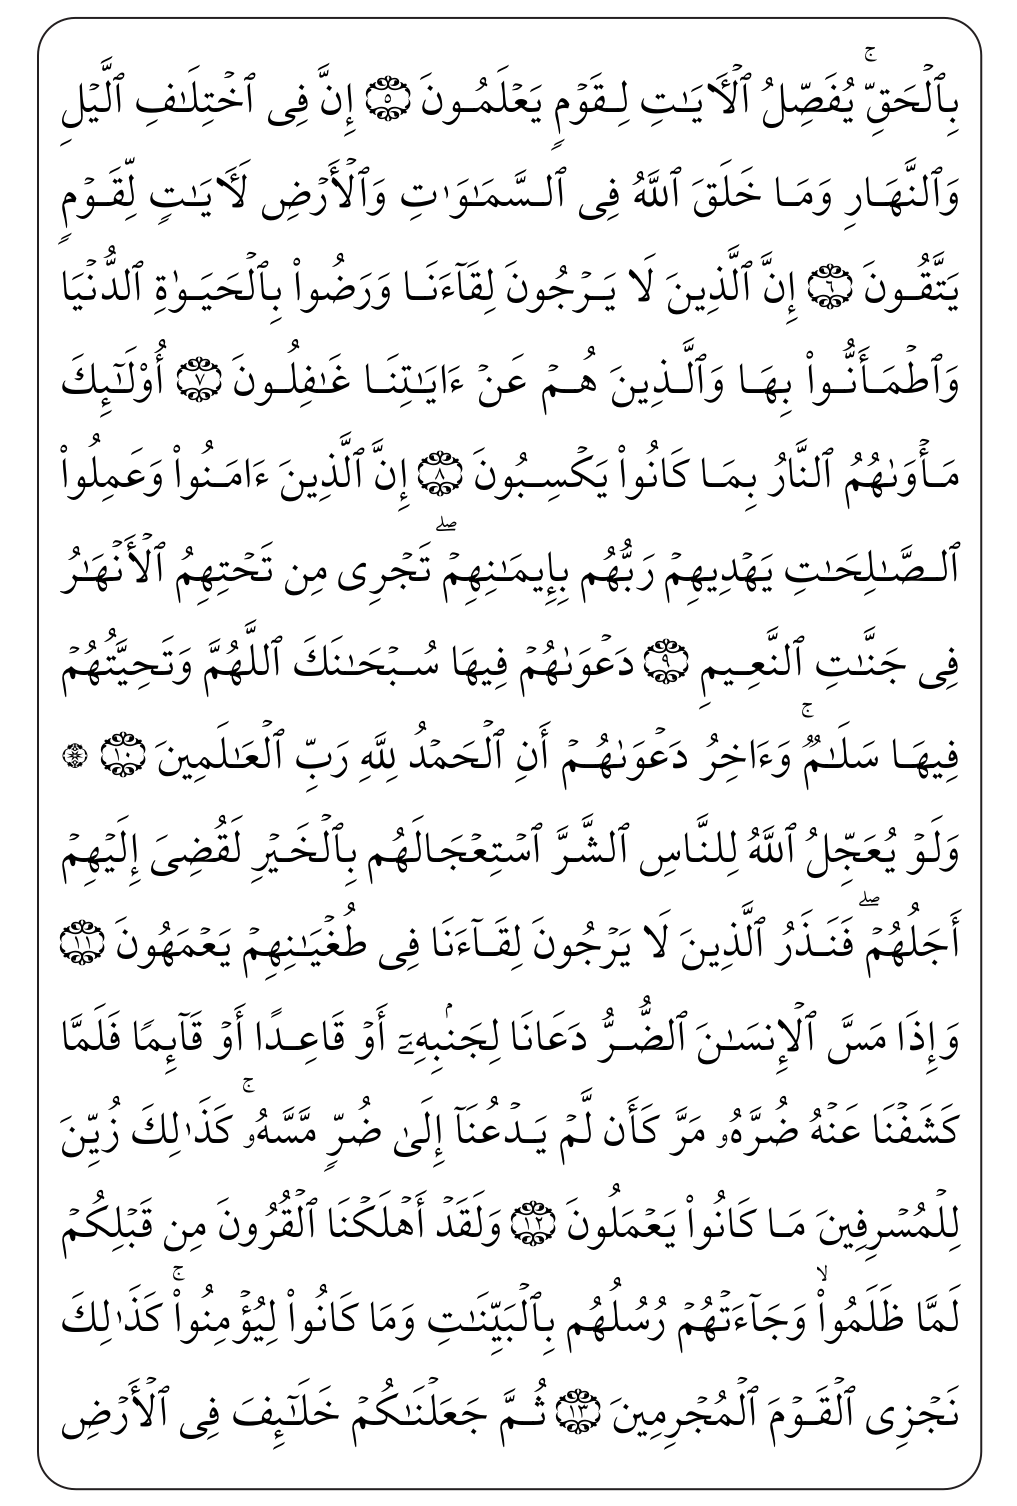 بِٱلۡحَقِّۚ يُفَصِّلُ ٱلۡأٓيَٰتِ لِقَوۡمٖ يَعۡلَمُونَ ٥ إِنَّ فِي ٱخۡتِلَٰفِ ٱلَّيۡلِ
وَٱلنَّهَارِ وَمَا خَلَقَ ٱللَّهُ فِي ٱلسَّمَٰوَٰتِ وَٱلۡأَرۡضِ لَأٓيَٰتٖ لِّقَوۡمٖ
يَتَّقُونَ ٦ إِنَّ ٱلَّذِينَ لَا يَرۡجُونَ لِقَآءَنَا وَرَضُواْ بِٱلۡحَيَوٰةِ ٱلدُّنۡيَا
وَٱطۡمَأَنُّواْ بِهَا وَٱلَّذِينَ هُمۡ عَنۡ ءَايَٰتِنَا غَٰفِلُونَ ٧ أُوْلَٰٓئِكَ
مَأۡوَىٰهُمُ ٱلنَّارُ بِمَا كَانُواْ يَكۡسِبُونَ ٨ إِنَّ ٱلَّذِينَ ءَامَنُواْ وَعَمِلُواْ
ٱلصَّٰلِحَٰتِ يَهۡدِيهِمۡ رَبُّهُم بِإِيمَٰنِهِمۡۖ تَجۡرِي مِن تَحۡتِهِمُ ٱلۡأَنۡهَٰرُ
فِي جَنَّٰتِ ٱلنَّعِيمِ ٩ دَعۡوَىٰهُمۡ فِيهَا سُبۡحَٰنَكَ ٱللَّهُمَّ وَتَحِيَّتُهُمۡ
فِيهَا سَلَٰمٞۚ وَءَاخِرُ دَعۡوَىٰهُمۡ أَنِ ٱلۡحَمۡدُ لِلَّهِ رَبِّ ٱلۡعَٰلَمِينَ ١٠ ۞
وَلَوۡ يُعَجِّلُ ٱللَّهُ لِلنَّاسِ ٱلشَّرَّ ٱسۡتِعۡجَالَهُم بِٱلۡخَيۡرِ لَقُضِيَ إِلَيۡهِمۡ
أَجَلُهُمۡۖ فَنَذَرُ ٱلَّذِينَ لَا يَرۡجُونَ لِقَآءَنَا فِي طُغۡيَٰنِهِمۡ يَعۡمَهُونَ ١١
وَإِذَا مَسَّ ٱلۡإِنسَٰنَ ٱلضُّرُّ دَعَانَا لِجَنۢبِهِۦٓ أَوۡ قَاعِدًا أَوۡ قَآئِمٗا فَلَمَّا
كَشَفۡنَا عَنۡهُ ضُرَّهُۥ مَرَّ كَأَن لَّمۡ يَدۡعُنَآ إِلَىٰ ضُرّٖ مَّسَّهُۥۚ كَذَٰلِكَ زُيِّنَ
لِلۡمُسۡرِفِينَ مَا كَانُواْ يَعۡمَلُونَ ١٢ وَلَقَدۡ أَهۡلَكۡنَا ٱلۡقُرُونَ مِن قَبۡلِكُمۡ
لَمَّا ظَلَمُواْۙ وَجَآءَتۡهُمۡ رُسُلُهُم بِٱلۡبَيِّنَٰتِ وَمَا كَانُواْ لِيُؤۡمِنُواْۚ كَذَٰلِكَ
نَجۡزِي ٱلۡقَوۡمَ ٱلۡمُجۡرِمِينَ ١٣ ثُمَّ جَعَلۡنَٰكُمۡ خَلَٰٓئِفَ فِي ٱلۡأَرۡضِ